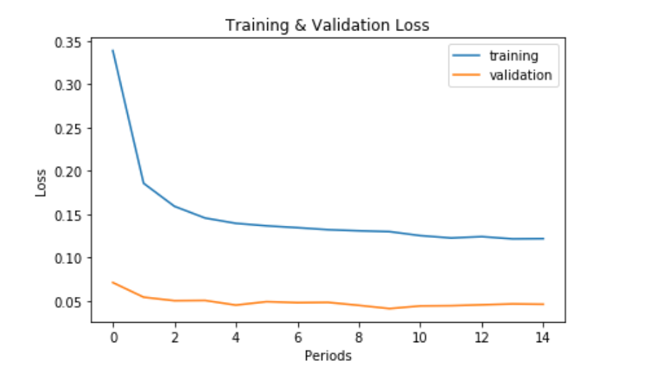 Training & Validation Loss
0.35
0.30
0.25
0.20
0.15
0.10
0.05
Loss
training
validation
0 2 4 6 8 10 12 14
Periods